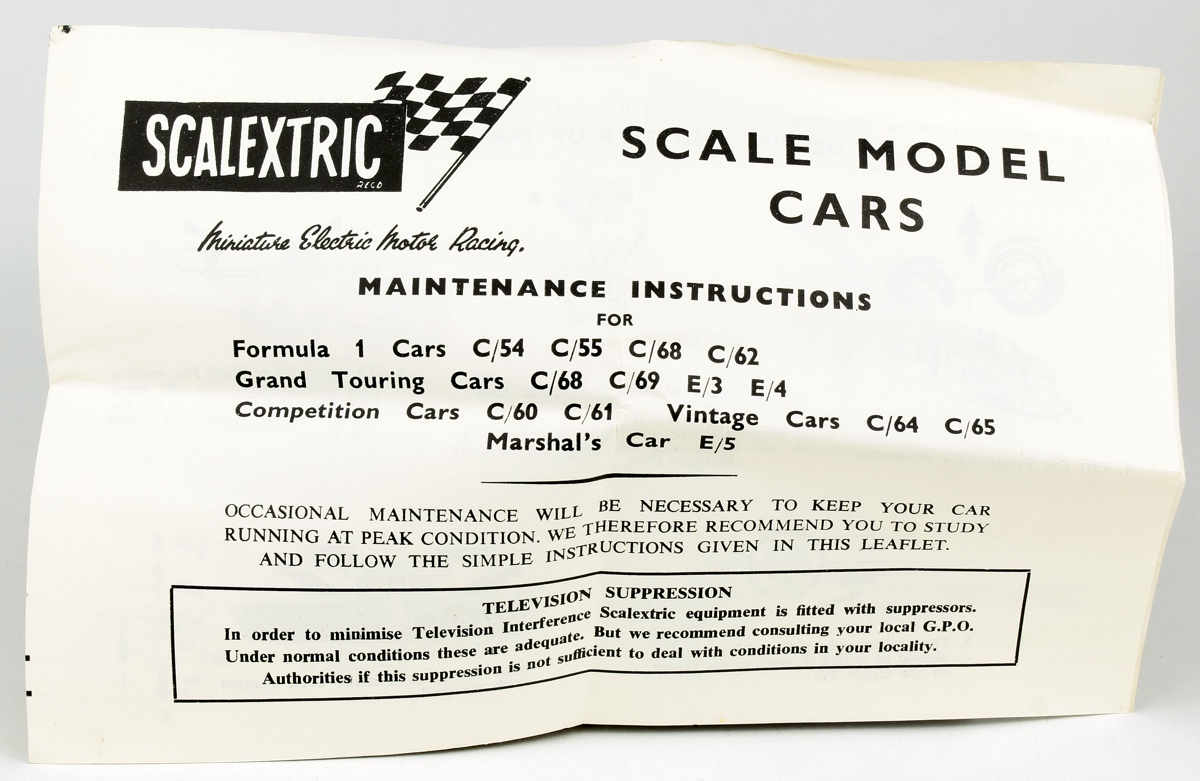 SCALEXTRIC
REGD
Miniature Electric Motor Racing.
SCALE MODEL
CARS
MAINTENANCE INSTRUCTIONS
FOR
Formula 1 Cars C/54 C/55 C/68 C/62
Grand Touring Cars C/68 C/69 E/3 E/4
Competition Cars C/60 C/61 Vintage Cars C/64 C/65
Marshal's Car E/5
OCCASIONAL MAINTENANCE WILL BE NECESSARY TO KEEP YOUR CAR
RUNNING AT PEAK CONDITION. WE THEREFORE RECOMMEND YOU TO STUDY
AND FOLLOW THE SIMPLE INSTRUCTIONS GIVEN IN THIS LEAFLET.
TELEVISION SUPPRESSION
In order to minimise Television Interference Scalextric equipment is fitted with suppressors.
Under normal conditions these are adequate. But we recommend consulting your local G.P.O.
Authorities if this suppression is not sufficient to deal with conditions in your locality.